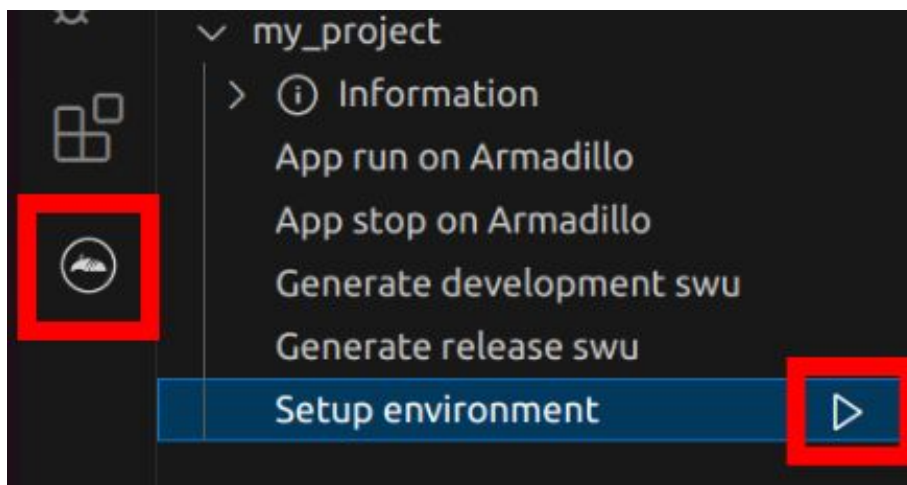 my_project
Information
App run on Armadillo
App stop on Armadillo
Generate development swu
Generate release swu
Setup environment